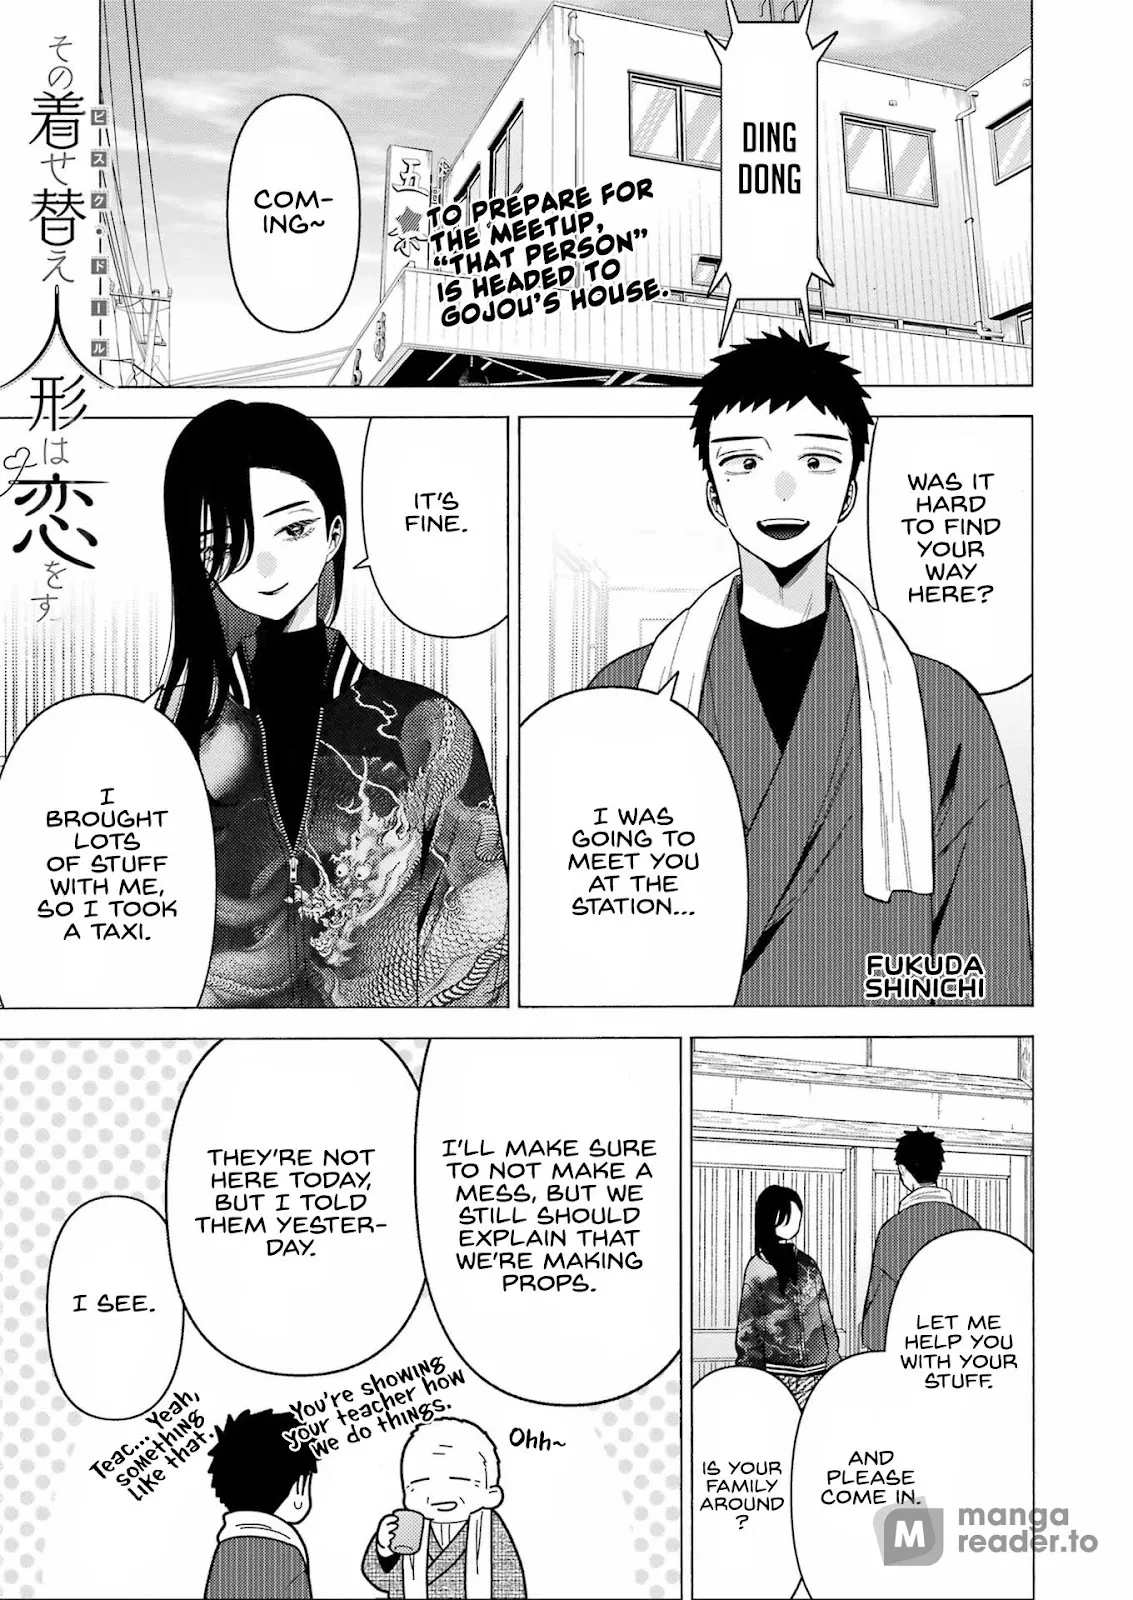 その着せ替え人形は恋をす
ビスク・ドール
DING
DONG
五
COM-
ING~
TO PREPARE FOR
THE MEETUP,
"THAT PERSON"
IS HEADED TO
GOJOU'S HOUSE.
WAS IT
HARD
TO FIND
YOUR
WAY
HERE?
I WAS
GOING TO
MEET YOU
AT THE
STATION...
FUKUDA
SHINICHI
IT'S
FINE.
I
BROUGHT
LOTS
OF STUFF
WITH ME,
SO I TOOK
A TAXI.
LET ME
HELP YOU
WITH YOUR
STUFF.
AND
PLEASE
COME IN.
IS YOUR
FAMILY
AROUND
?
I'LL MAKE SURE
TO NOT MAKE A
MESS, BUT WE
STILL SHOULD
EXPLAIN THAT
WE'RE MAKING
PROPS.
THEY'RE NOT
HERE TODAY,
BUT I TOLD
THEM YESTER-
DAY.
I SEE.
Ohh~
You're showing
your teacher how
we do things.
Teac... Yeah,
something
like that.
M manga
reader.to